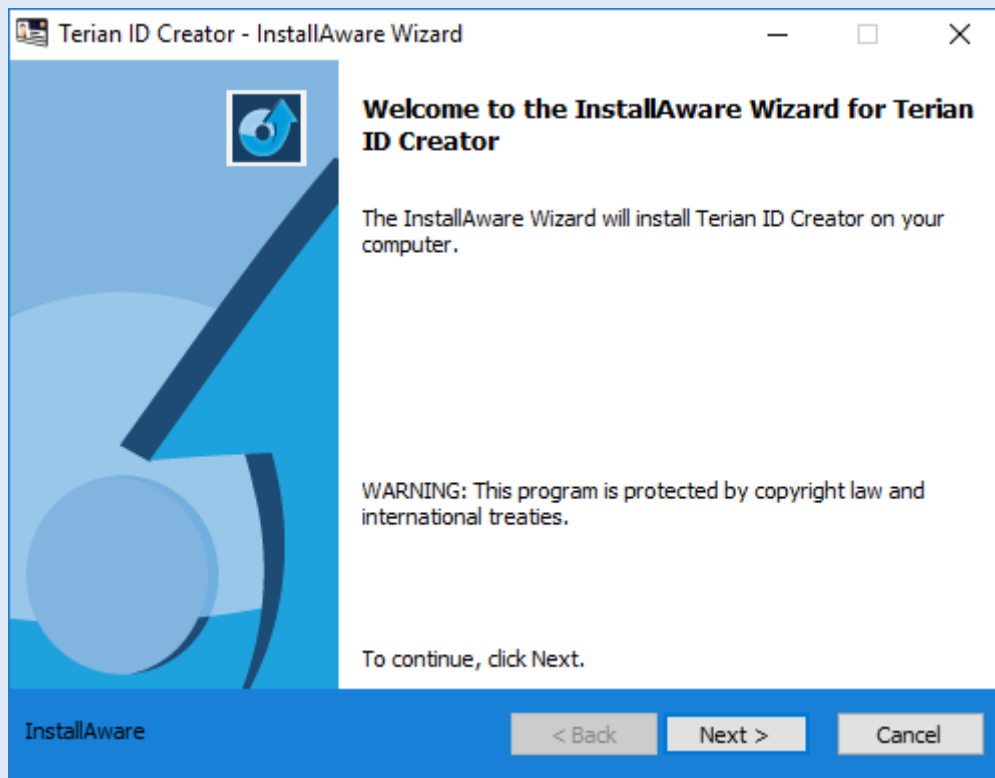 Terian ID Creator - InstallAware Wizard
Welcome to the InstallAware Wizard for Terian
ID Creator
The InstallAware Wizard will install Terian ID Creator on your
computer.
WARNING: This program is protected by copyright law and
international treaties.
To continue, click Next.
InstallAware
< Back
Next >
Cancel